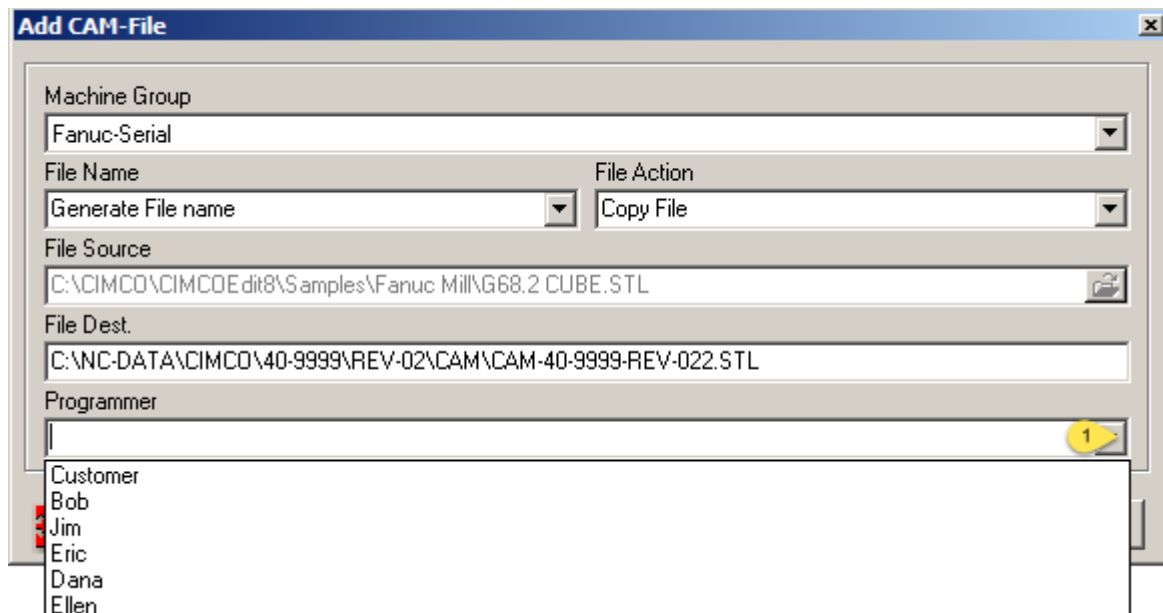 Add CAM-File
Machine Group
Fanuc-Serial
File Name File Action
Generate File name Copy File
File Source
C:\CIMCO\CIMCOEdit8\Samples\Fanuc Mill\G68.2 CUBE.STL
File Dest.
C:\NC-DATA\CIMCO\40-9999\REV-02\CAM\CAM-40-9999-REV-022.STL
Programmer
1
Customer
Bob
Jim
Eric
Dana
Ellen